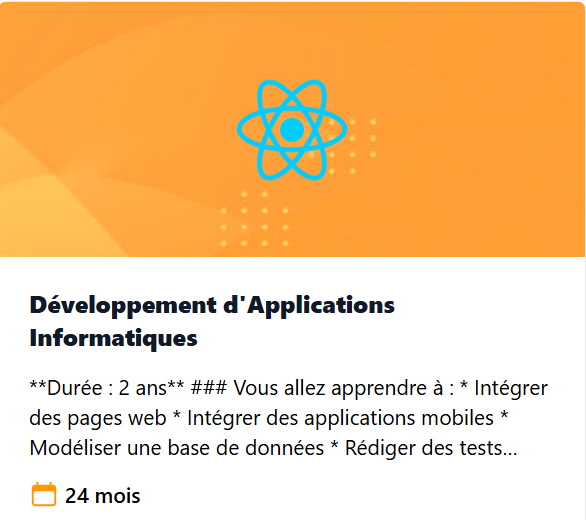 Développement d'Applications
Informatiques
**Durée : 2 ans** ### Vous allez apprendre à : * Intégrer
des pages web * Intégrer des applications mobiles *
Modéliser une base de données * Rédiger des tests...
24 mois